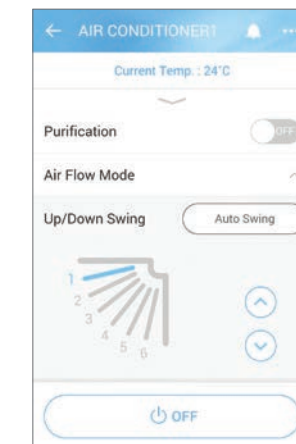 AIR CONDITIONER1
Current Temp. : 24°C
Purification
OFF
Air Flow Mode
Up/Down Swing
Auto Swing
1
2
3
4
5
6
OFF